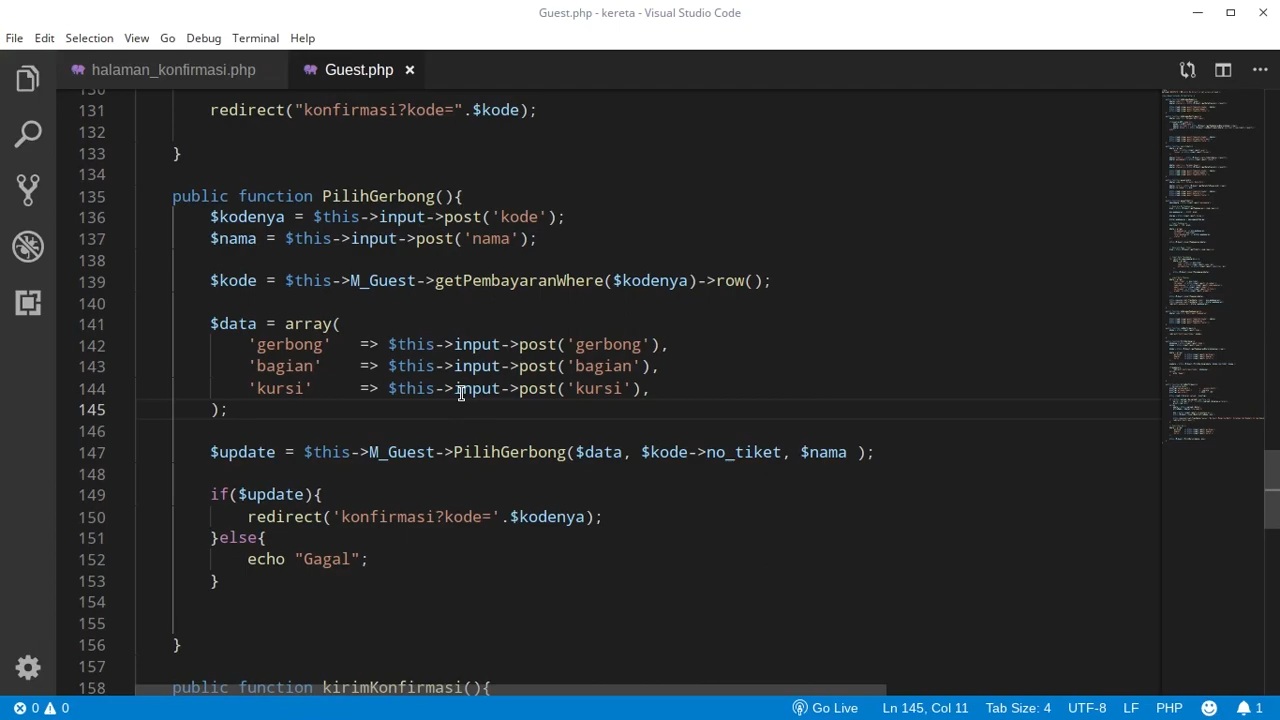 Guest.php - kereta - Visual Studio Code
File Edit Selection View Go Debug Terminal Help
halaman_konfirmasi.php Guest.php
130
131 redirect("konfirmasi?kode=" $kode);
132
133 }
134
135 public function PilihGerbong(){
136 $kodenya = $this->input->post('kode');
137 $nama = $this->input->post( nama');
138
139 $kode = $this->M_Guest->getPembayaranWhere($kodenya)->row();
140
141 $data = array(
142 'gerbong' => $this->input->post('gerbong'),
143 'bagian' => $this->input->post('bagian'),
144 'kursi' => $this->input->post('kursi'),
145 );
146
147 $update = $this->M_Guest->PilihGerbong($data, $kode->no_tiket, $nama );
148
149 if($update){
150 redirect('konfirmasi?kode='.$kodenya);
151 }else{
152 echo "Gagal";
153 }
154
155
156 }
157
158 public function kirimKonfirmasi(){
0 0 Go Live Ln 145, Col 11 Tab Size: 4 UTF-8 LF PHP 1